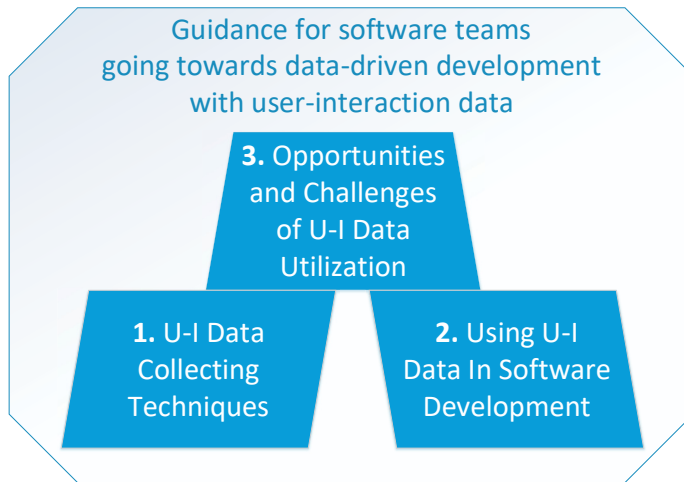 Guidance for software teams
going towards data-driven development
with user-interaction data
3. Opportunities
and Challenges
of U-I Data
Utilization
1. U-I Data
Collecting
Techniques
2. Using U-I
Data In Software
Development